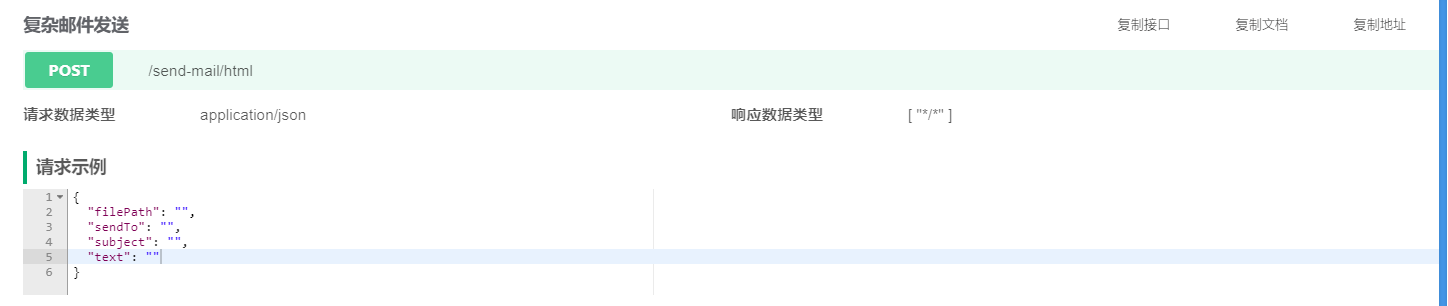 复杂邮件发送 复制接口 复制文档 复制地址
POST /send-mail/html
请求数据类型 application/json 响应数据类型 [ "*/*" ]
请求示例
1 {
2 "filePath": "",
3 "sendTo": "",
4 "subject": "",
5 "text": ""
6 }